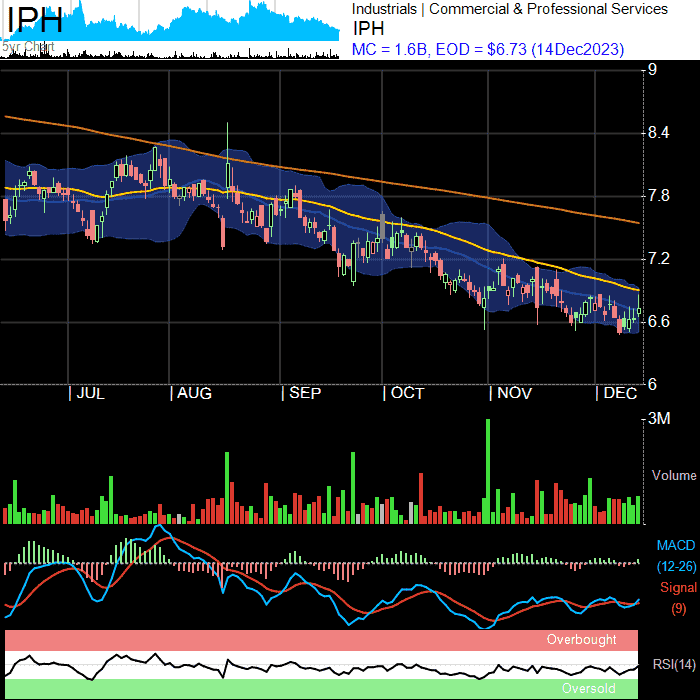 IPH
5yr Chart
Industrials | Commercial & Professional Services
IPH
MC = 1.6B, EOD = $6.73 (14Dec2023)
9
8.4
7.8
7.2
6.6
6
JUL
AUG
SEP
OCT
NOV
DEC
3M
Volume
MACD
(12-26)
Signal
(9)
Overbought
RSI(14)
Oversold